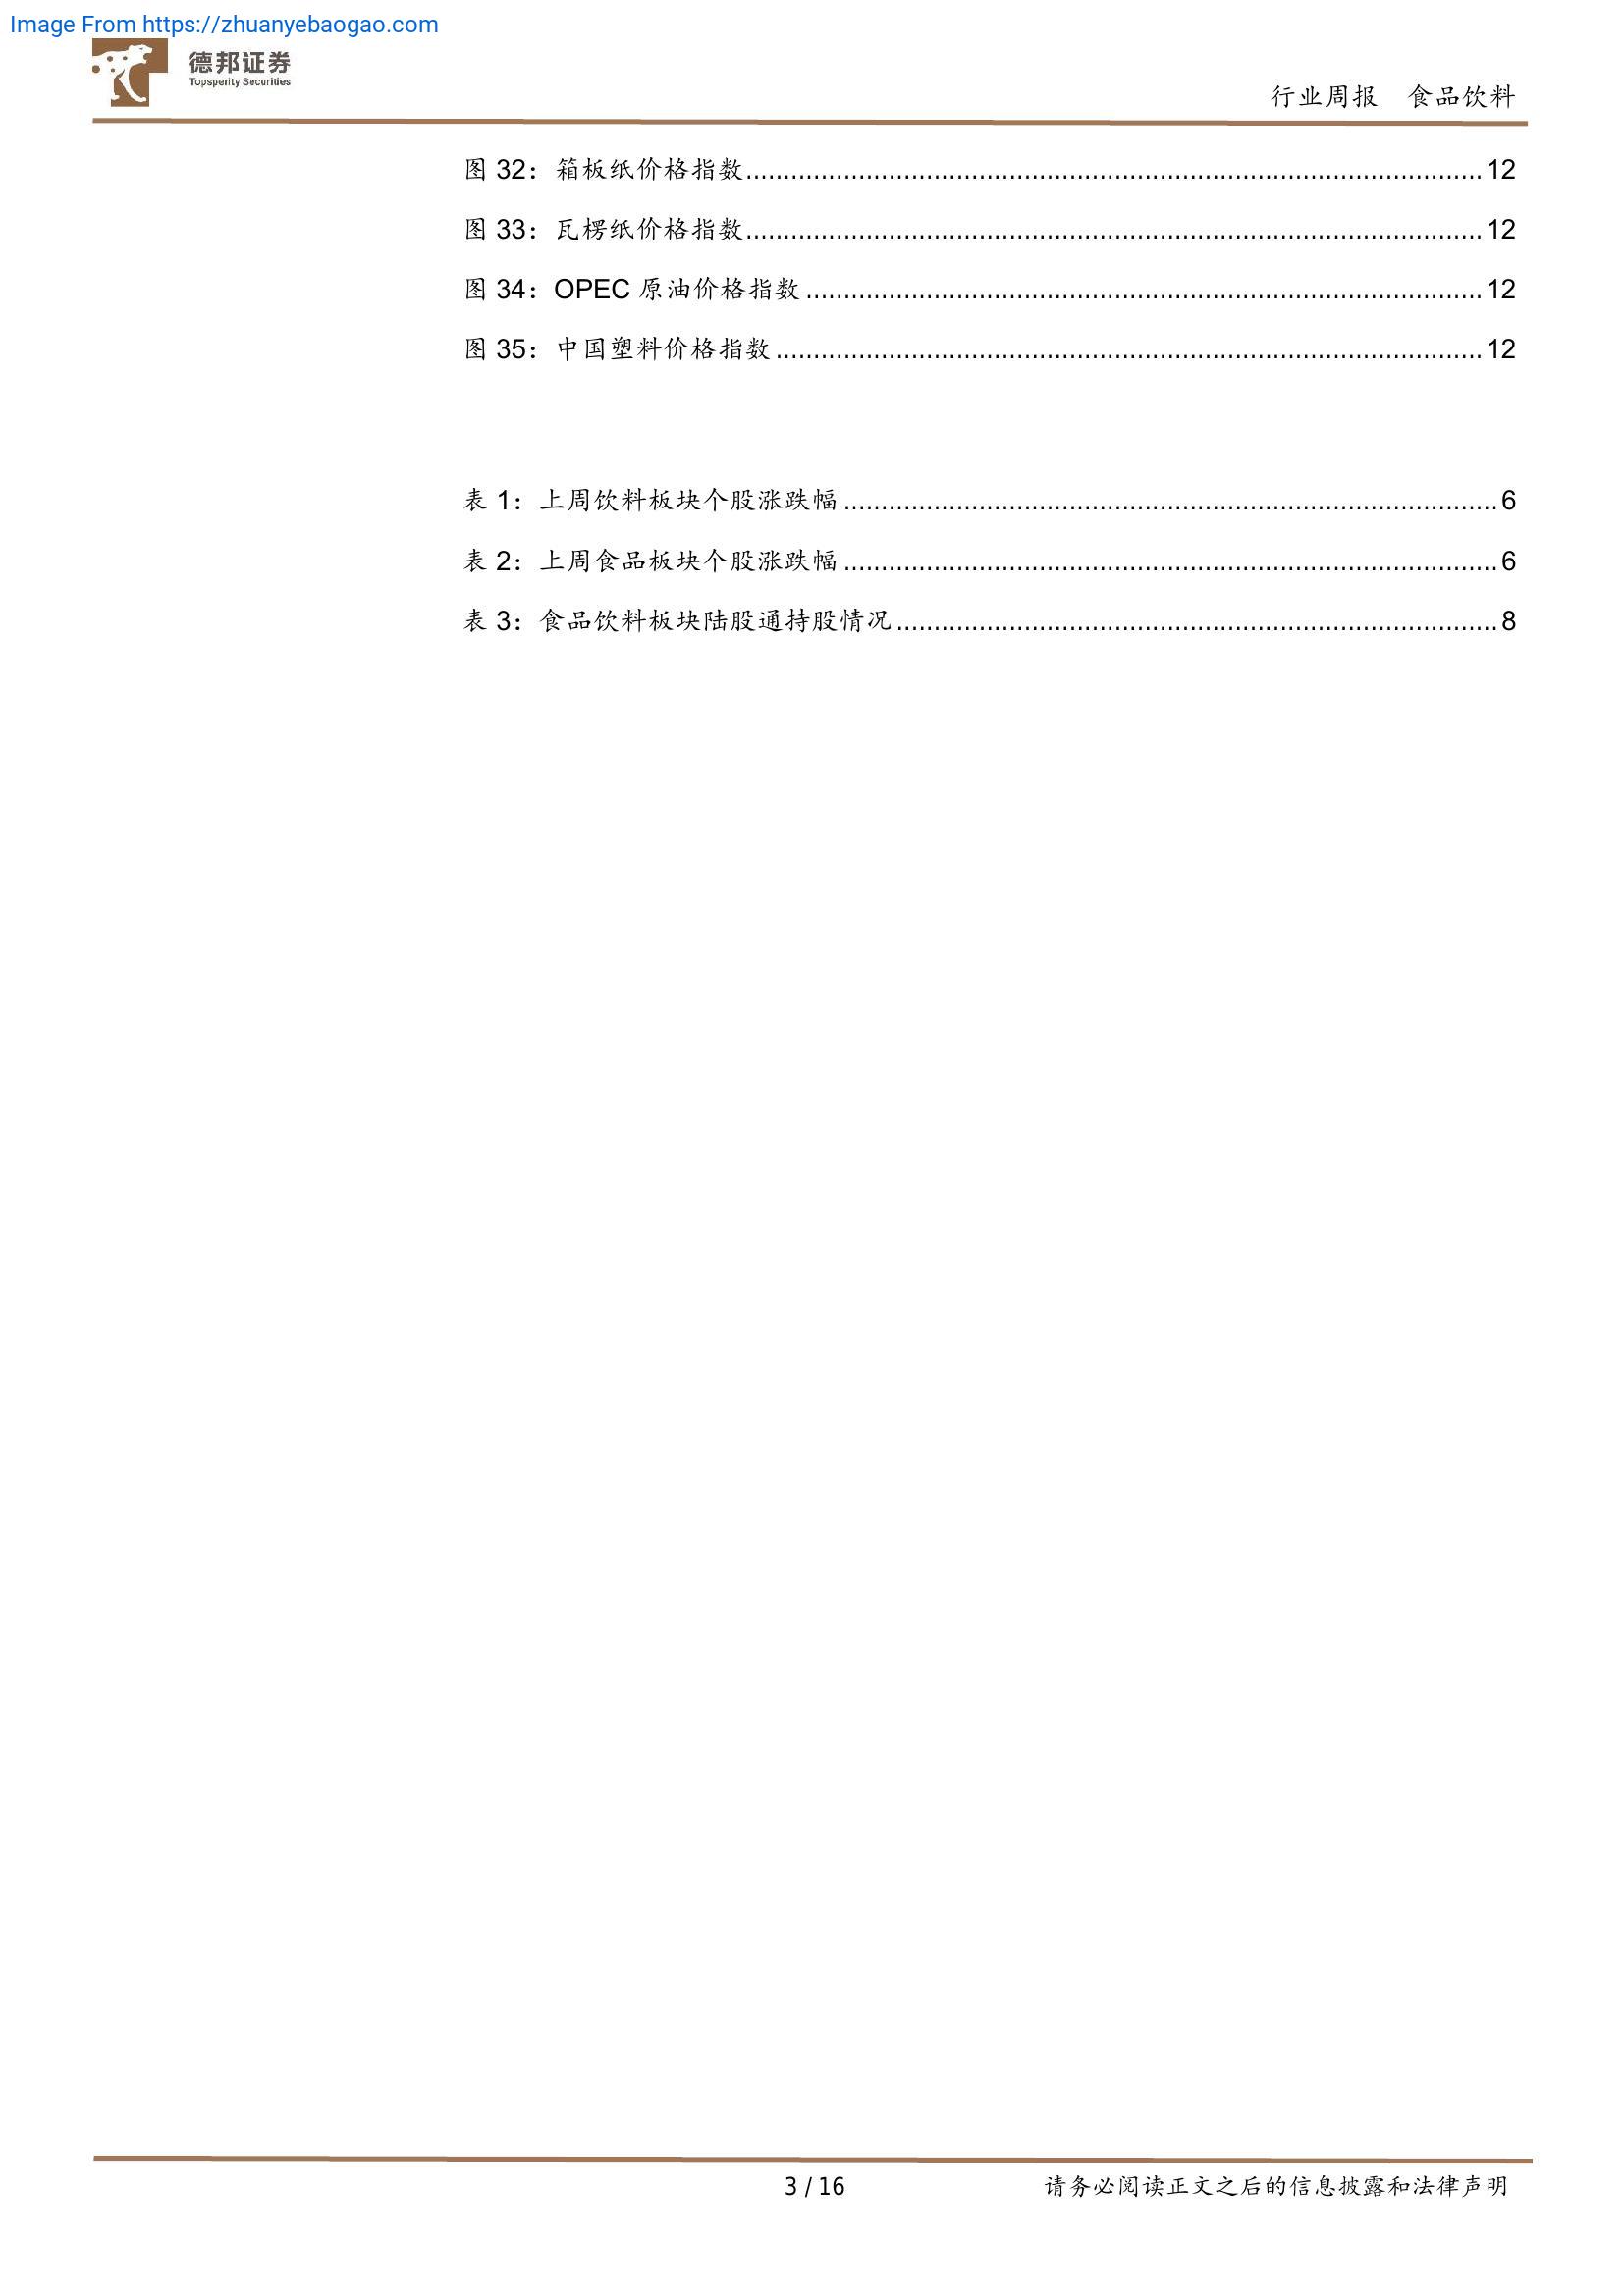 Image From https://zhuanyebaogao.com
德邦证券
Topsperity Securities
行业周报 食品饮料
图 32：箱板纸价格指数 12
图 33：瓦楞纸价格指数 12
图 34：OPEC 原油价格指数 12
图 35：中国塑料价格指数 12
表 1：上周饮料板块个股涨跌幅 6
表 2：上周食品板块个股涨跌幅 6
表 3：食品饮料板块陆股通持股情况 8
3 / 16
请务必阅读正文之后的信息披露和法律声明